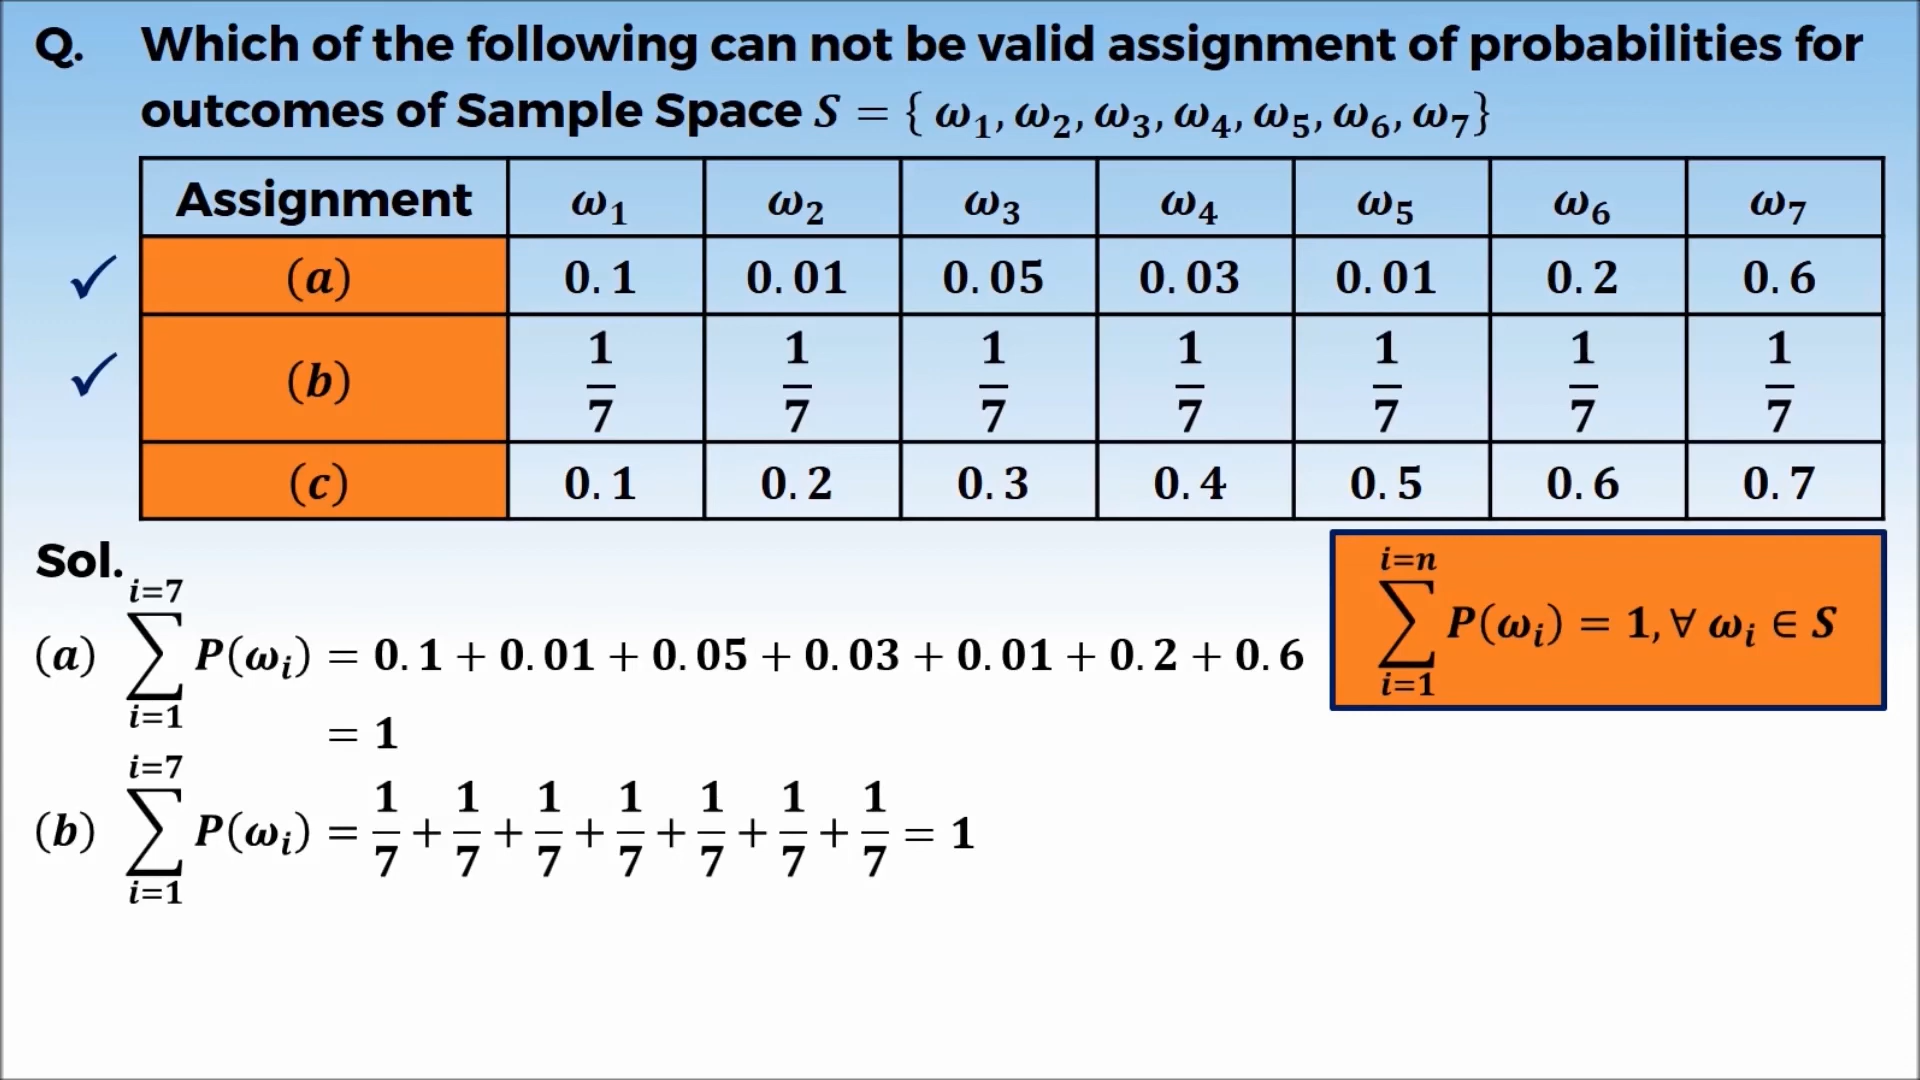 Q. Which of the following can not be valid assignment of probabilities for
outcomes of Sample Space S = { ω₁, ω₂, ω₃, ω₄, ω₅, ω₆, ω₇}
Assignment ω₁ ω₂ ω₃ ω₄ ω₅ ω₆ ω₇
✓ (a) 0.1 0.01 0.05 0.03 0.01 0.2 0.6
✓ (b) 1/7 1/7 1/7 1/7 1/7 1/7 1/7
(c) 0.1 0.2 0.3 0.4 0.5 0.6 0.7
Sol.
(a) ∑_{i=1}^{i=7} P(ωᵢ) = 0.1 + 0.01 + 0.05 + 0.03 + 0.01 + 0.2 + 0.6
= 1
(b) ∑_{i=1}^{i=7} P(ωᵢ) = 1/7 + 1/7 + 1/7 + 1/7 + 1/7 + 1/7 + 1/7 = 1
∑_{i=1}^{i=n} P(ωᵢ) = 1, ∀ ωᵢ ∈ S